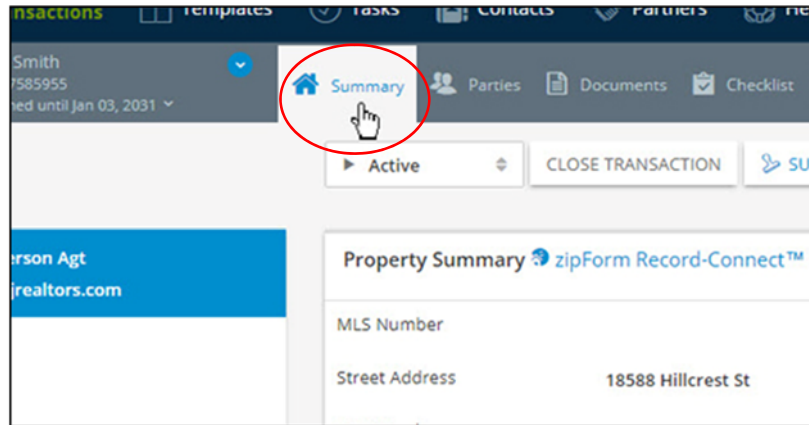 nsactions Templates Tasks Contacts Partners He
Smith
7585955
ned until Jan 03, 2031
Summary Parties Documents Checklist
Active CLOSE TRANSACTION SU
erson Agt
jrealtors.com
Property Summary zipForm Record-Connect™
MLS Number
Street Address 18588 Hillcrest St